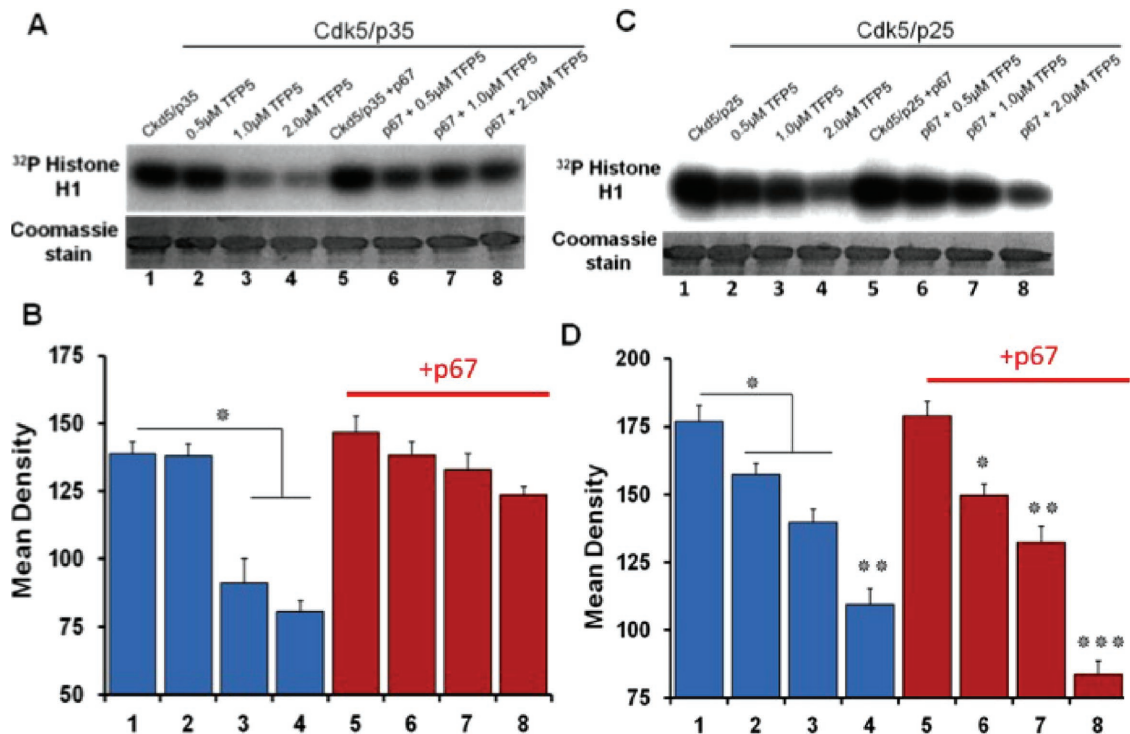 A
Cdk5/p35
Ckd5/p35
0.5µM TFP5
1.0µM TFP5
2.0µM TFP5
Ckd5/p35 +p67
p67 + 0.5µM TFP5
p67 + 1.0µM TFP5
p67 + 2.0µM TFP5
32P Histone
H1
Coomassie
stain
1 2 3 4 5 6 7 8
C
Cdk5/p25
Ckd5/p25
0.5µM TFP5
1.0µM TFP5
2.0µM TFP5
Ckd5/p25 +p67
p67 + 0.5µM TFP5
p67 + 1.0µM TFP5
p67 + 2.0µM TFP5
32P Histone
H1
Coomassie
stain
1 2 3 4 5 6 7 8
B
+p67
Mean Density
175
150
125
100
75
50
*
1 2 3 4 5 6 7 8
D
+p67
Mean Density
200
175
150
125
100
75
*
**
*
**
***
1 2 3 4 5 6 7 8